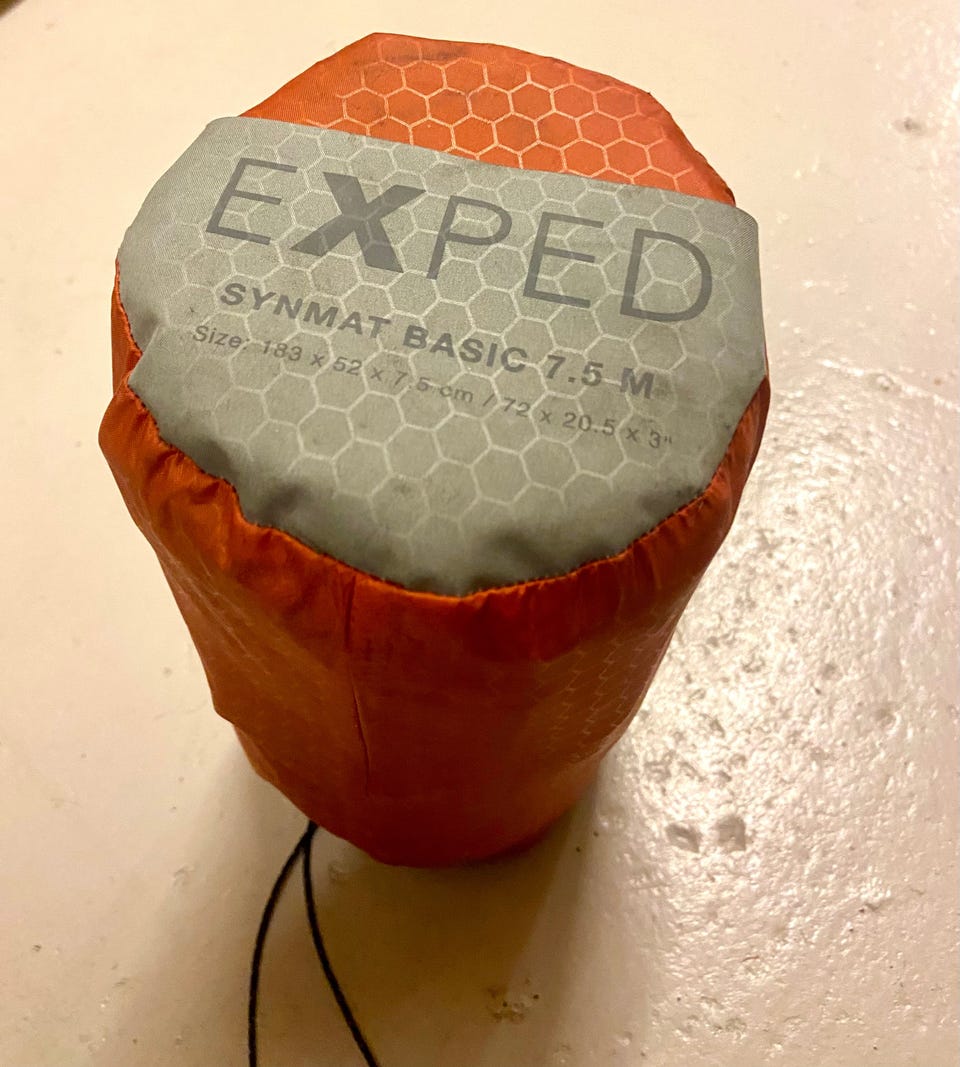 EXPED
SYNMAT BASIC 7.5 M
Size: 183 x 52 x 7.5 cm / 72 x 20.5 x 3"